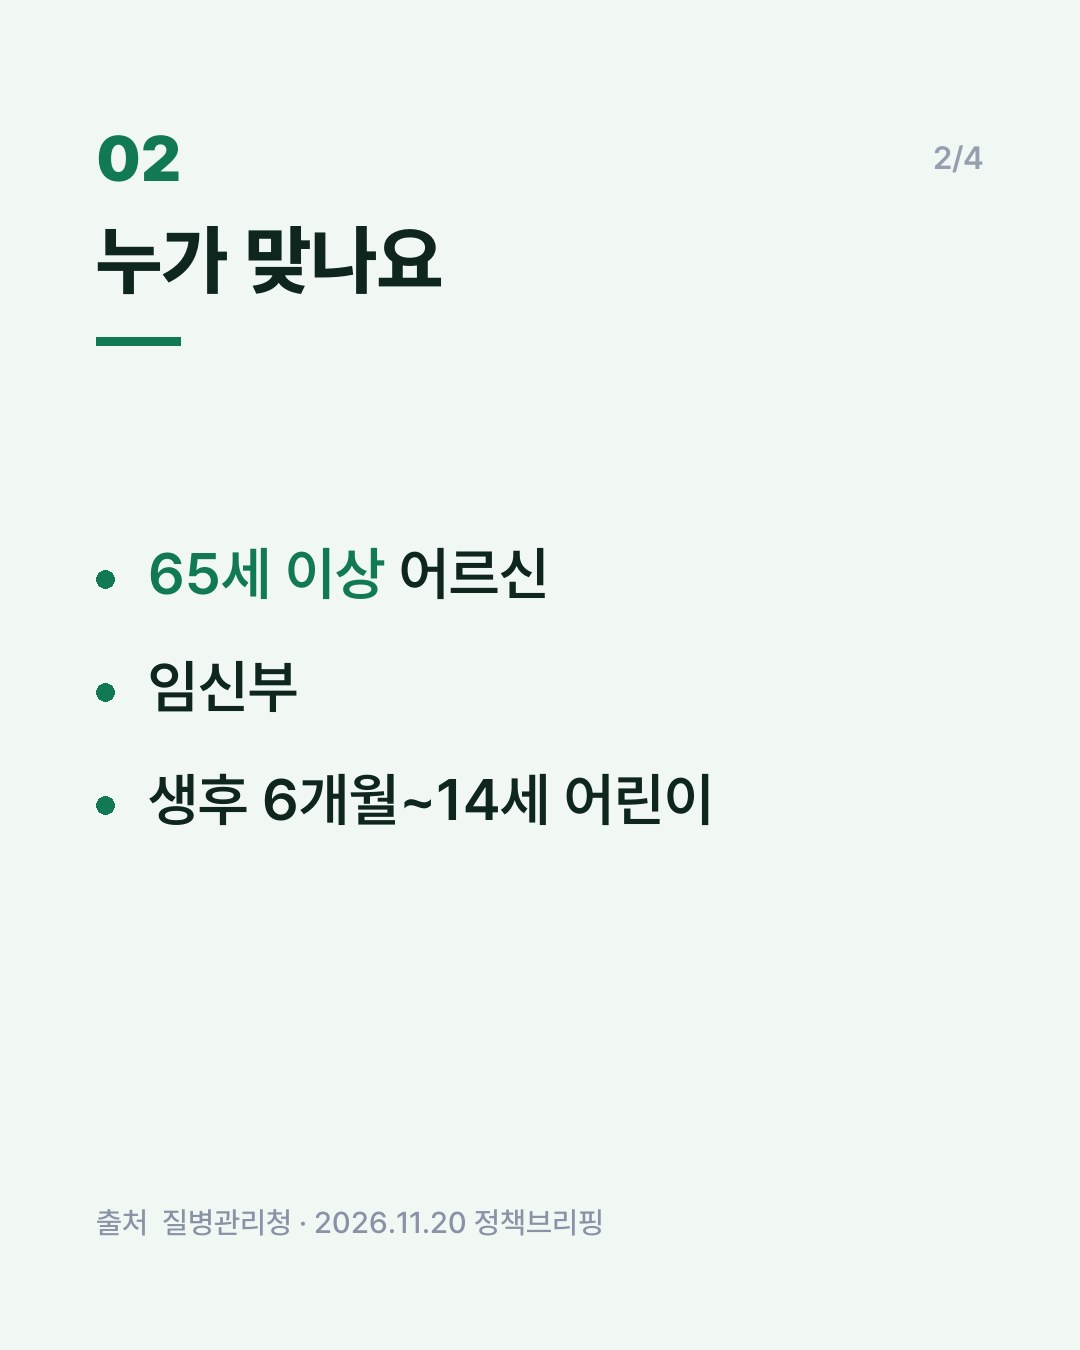 02
2/4
누가 맞나요
• 65세 이상 어르신
• 임신부
• 생후 6개월~14세 어린이
출처 질병관리청 · 2026.11.20 정책브리핑